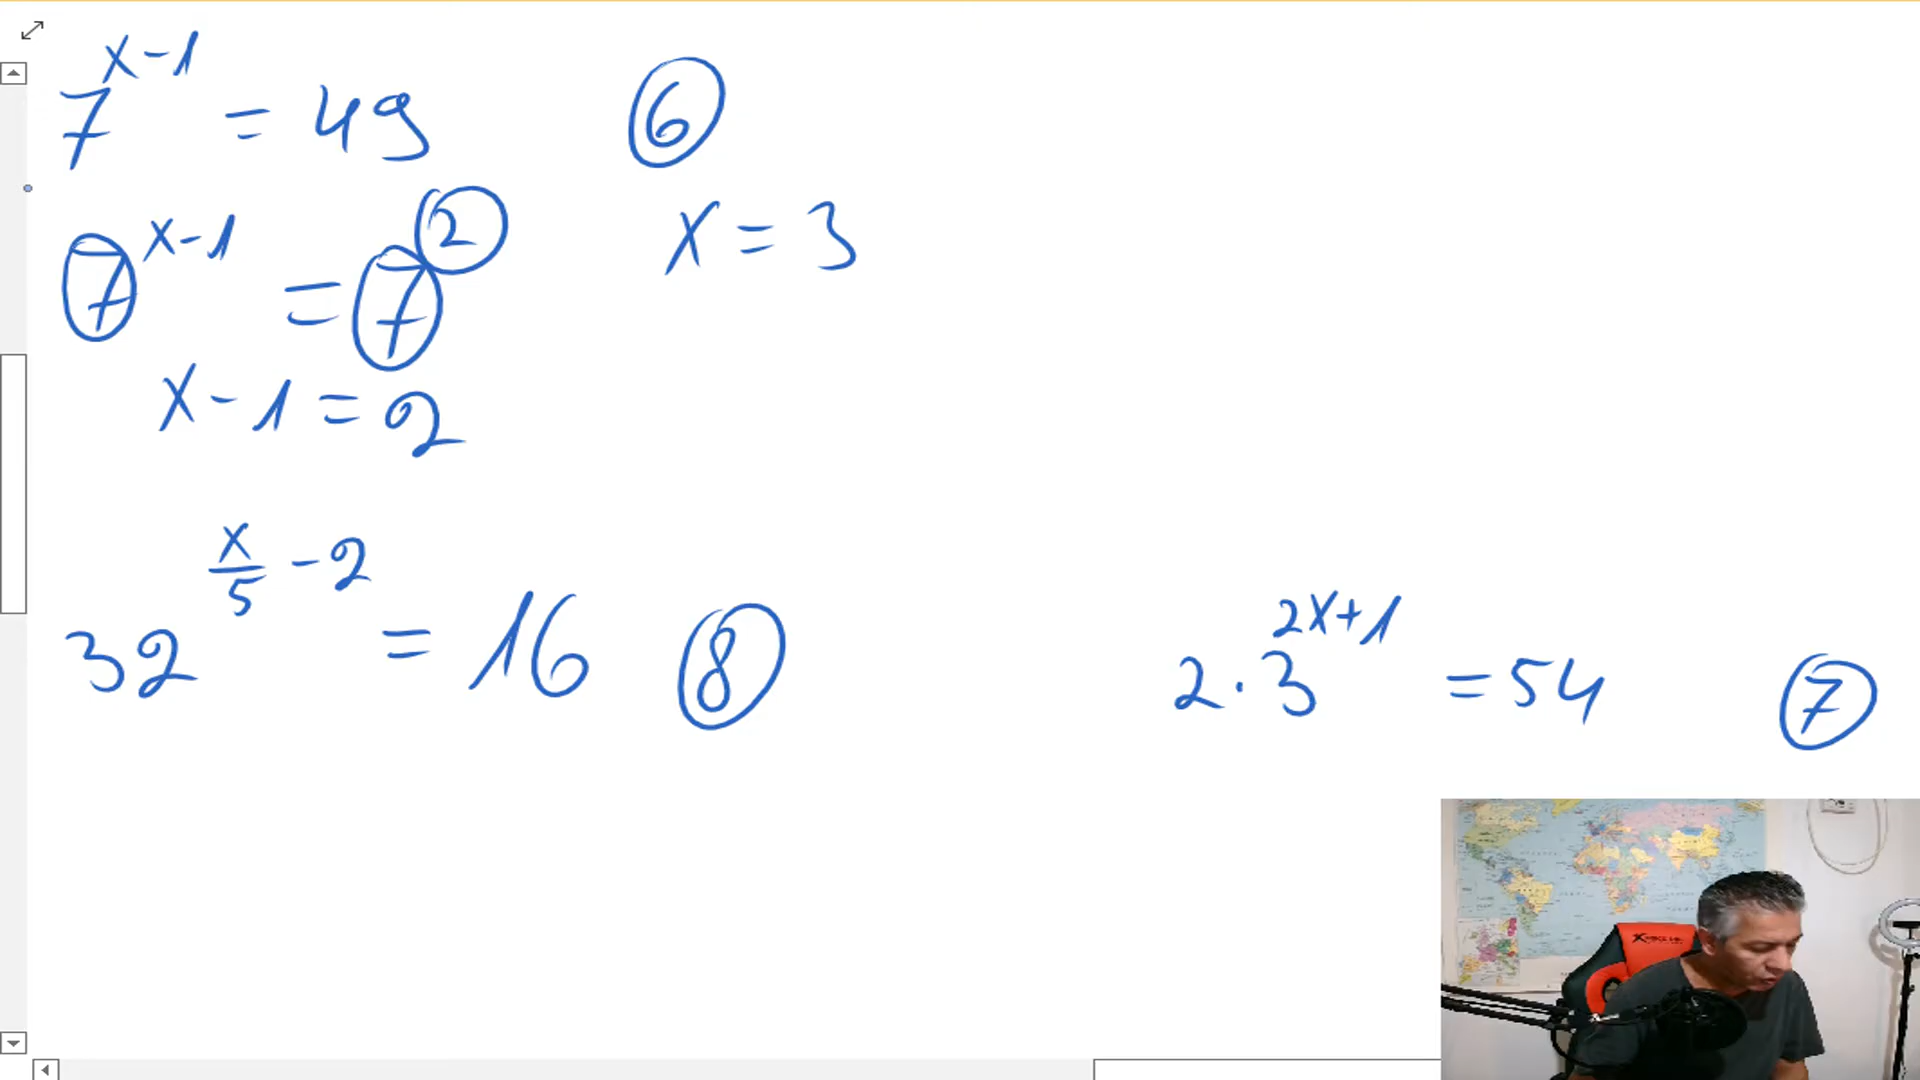 7^{x-1} = 49 ⑥
7^{x-1} = 7^2 x = 3
x - 1 = 2
32^{\frac{x}{5} - 2} = 16 ⑧
2 · 3^{2x+1} = 54 ⑦